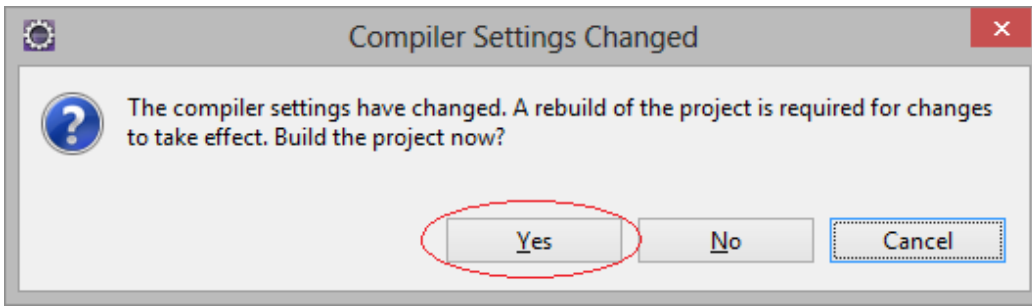 Compiler Settings Changed
The compiler settings have changed. A rebuild of the project is required for changes
to take effect. Build the project now?
Yes No Cancel